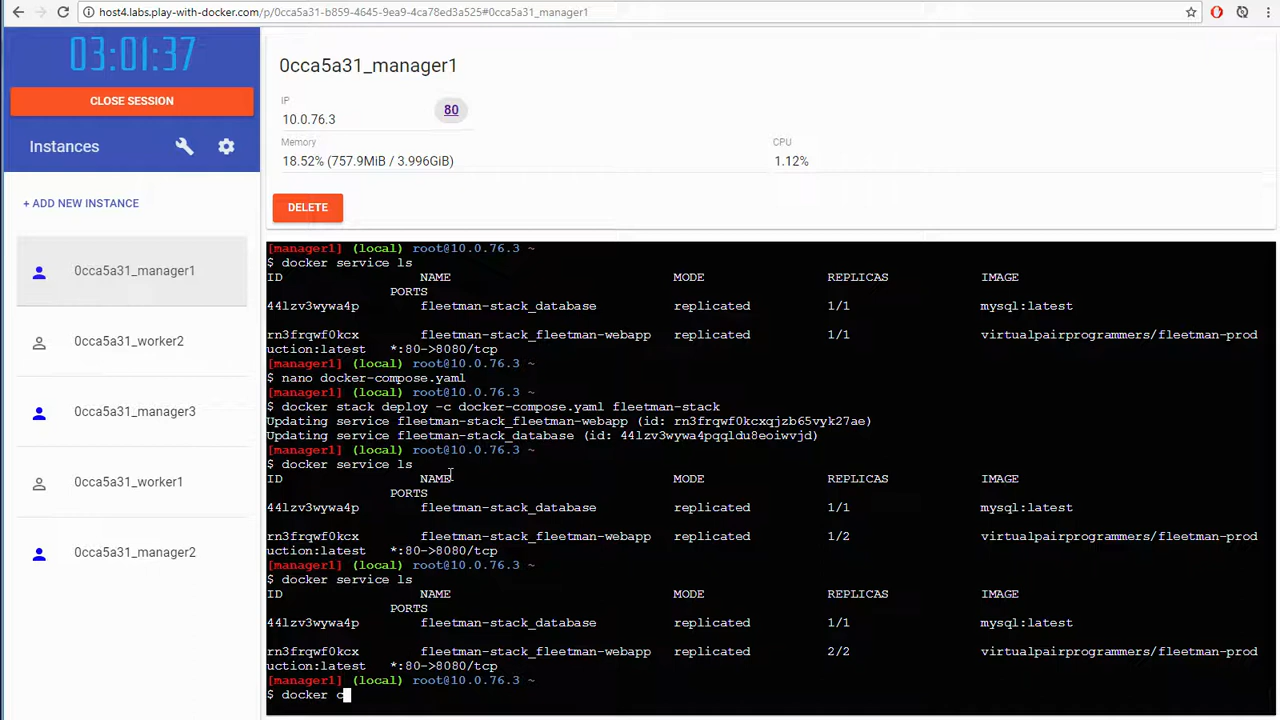 host4.labs.play-with-docker.com/p/0cca5a31-b859-4645-9ea9-4ca78ed3a525#0cca5a31_manager1
03:01:37
CLOSE SESSION
Instances
+ ADD NEW INSTANCE
0cca5a31_manager1
0cca5a31_worker2
0cca5a31_manager3
0cca5a31_worker1
0cca5a31_manager2
0cca5a31_manager1
IP
10.0.76.3 80
Memory CPU
18.52% (757.9MiB / 3.996GiB) 1.12%
DELETE
[manager1] (local) root@10.0.76.3 ~
$ docker service ls
ID NAME MODE REPLICAS IMAGE
PORTS
44lzv3wywa4p fleetman-stack_database replicated 1/1 mysql:latest
rn3frqwf0kcx fleetman-stack_fleetman-webapp replicated 1/1 virtualpairprogrammers/fleetman-prod
uction:latest *:80->8080/tcp
[manager1] (local) root@10.0.76.3 ~
$ nano docker-compose.yaml
[manager1] (local) root@10.0.76.3 ~
$ docker stack deploy -c docker-compose.yaml fleetman-stack
Updating service fleetman-stack_fleetman-webapp (id: rn3frqwf0kcxqjzb65vyk27ae)
Updating service fleetman-stack_database (id: 44lzv3wywa4pqqldu8eoiwvjd)
[manager1] (local) root@10.0.76.3 ~
$ docker service ls
ID NAME MODE REPLICAS IMAGE
PORTS
44lzv3wywa4p fleetman-stack_database replicated 1/1 mysql:latest
rn3frqwf0kcx fleetman-stack_fleetman-webapp replicated 1/2 virtualpairprogrammers/fleetman-prod
uction:latest *:80->8080/tcp
[manager1] (local) root@10.0.76.3 ~
$ docker service ls
ID NAME MODE REPLICAS IMAGE
PORTS
44lzv3wywa4p fleetman-stack_database replicated 1/1 mysql:latest
rn3frqwf0kcx fleetman-stack_fleetman-webapp replicated 2/2 virtualpairprogrammers/fleetman-prod
uction:latest *:80->8080/tcp
[manager1] (local) root@10.0.76.3 ~
$ docker c